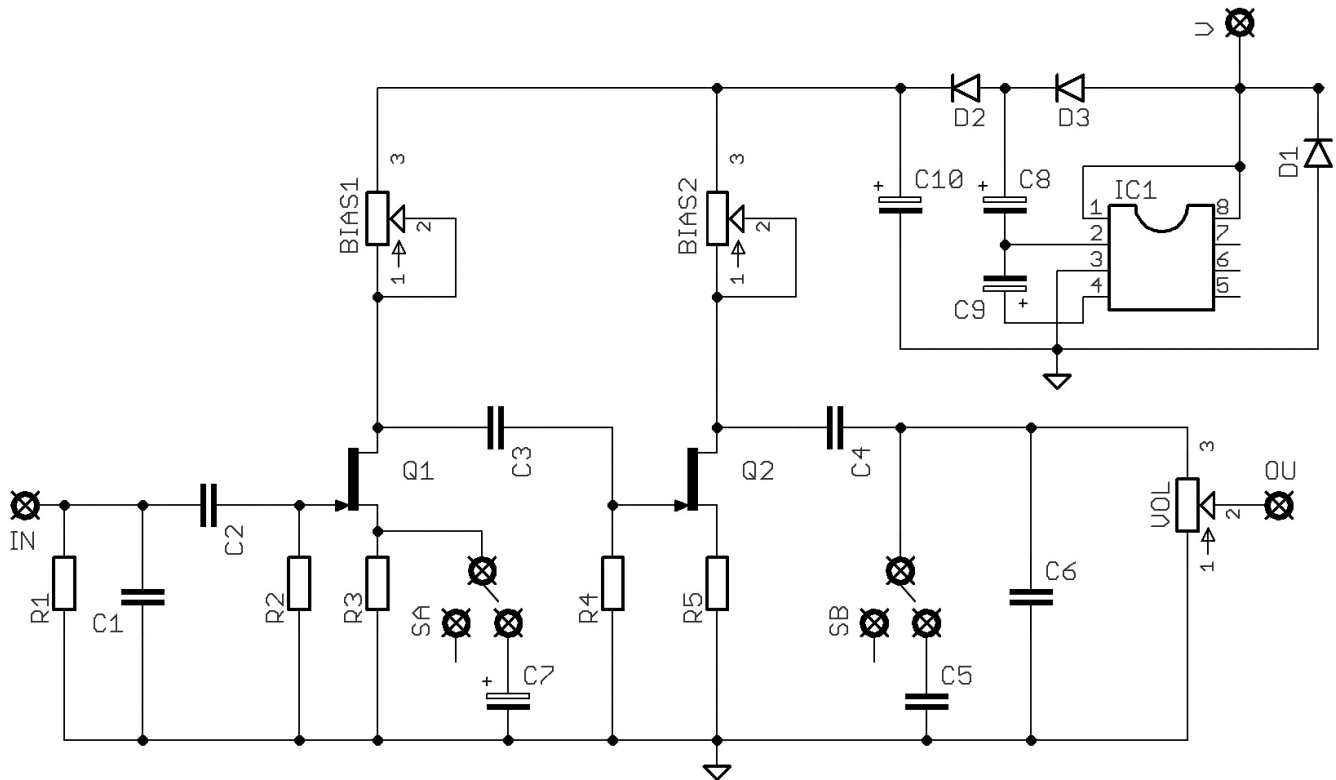 V
D2
D3
D1
3
BIAS1
2
1
3
BIAS2
2
1
+
C10
+
C8
IC1
1
2
3
4
8
7
6
5
C9
+
Q1
C3
Q2
C4
3
VOL
2
1
OU
IN
R1
C1
C2
R2
R3
SA
+
C7
R4
R5
SB
C5
C6